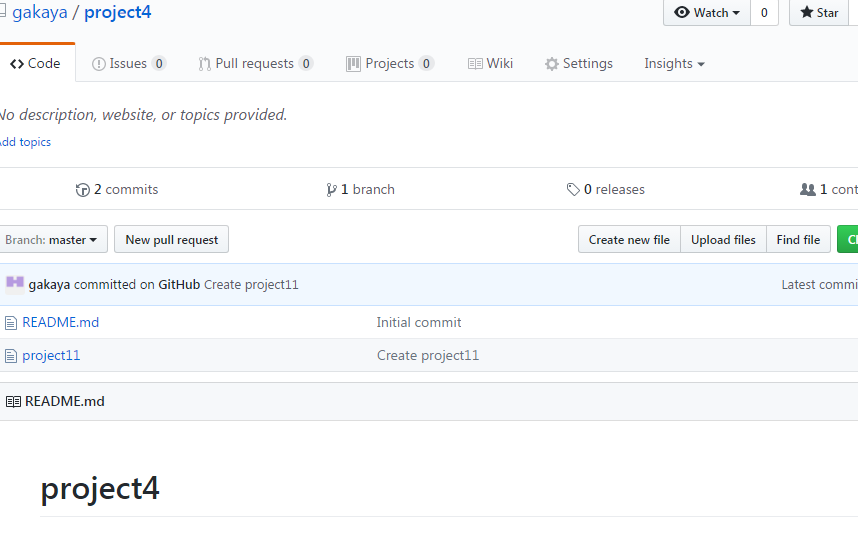 gakaya / project4
Watch 0 Star
Code Issues 0 Pull requests 0 Projects 0 Wiki Settings Insights
No description, website, or topics provided.
Add topics
2 commits 1 branch 0 releases 1 cont
Branch: master New pull request Create new file Upload files Find file
gakaya committed on GitHub Create project11 Latest commi
README.md Initial commit
project11 Create project11
README.md
project4